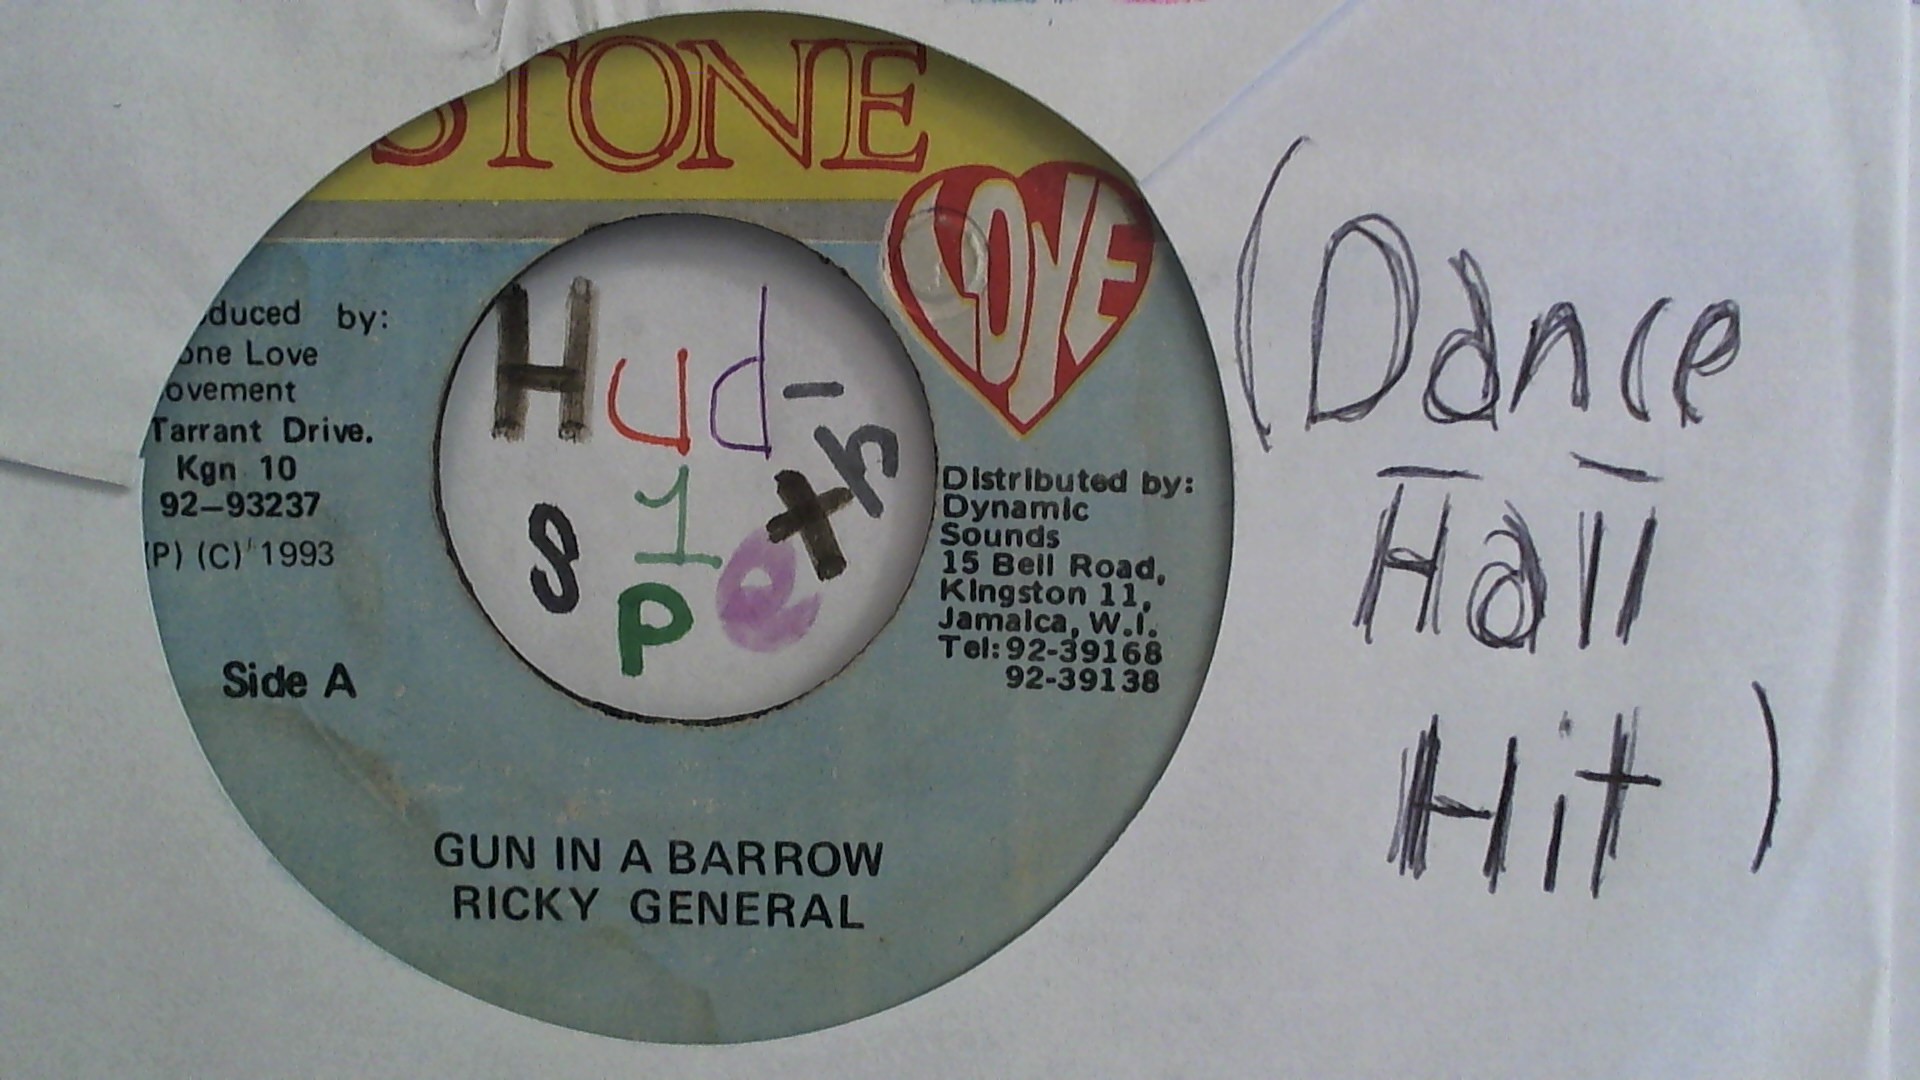 STONE
LOVE
duced by:
one Love
ovement
Tarrant Drive.
Kgn 10
92-93237
(P) (C) 1993
Side A
Hud-
1
8 P e x h
Distributed by:
Dynamic
Sounds
15 Bell Road,
Kingston 11,
Jamaica, W.I.
Tel: 92-39168
92-39138
GUN IN A BARROW
RICKY GENERAL
(Dance
Hall
Hit)